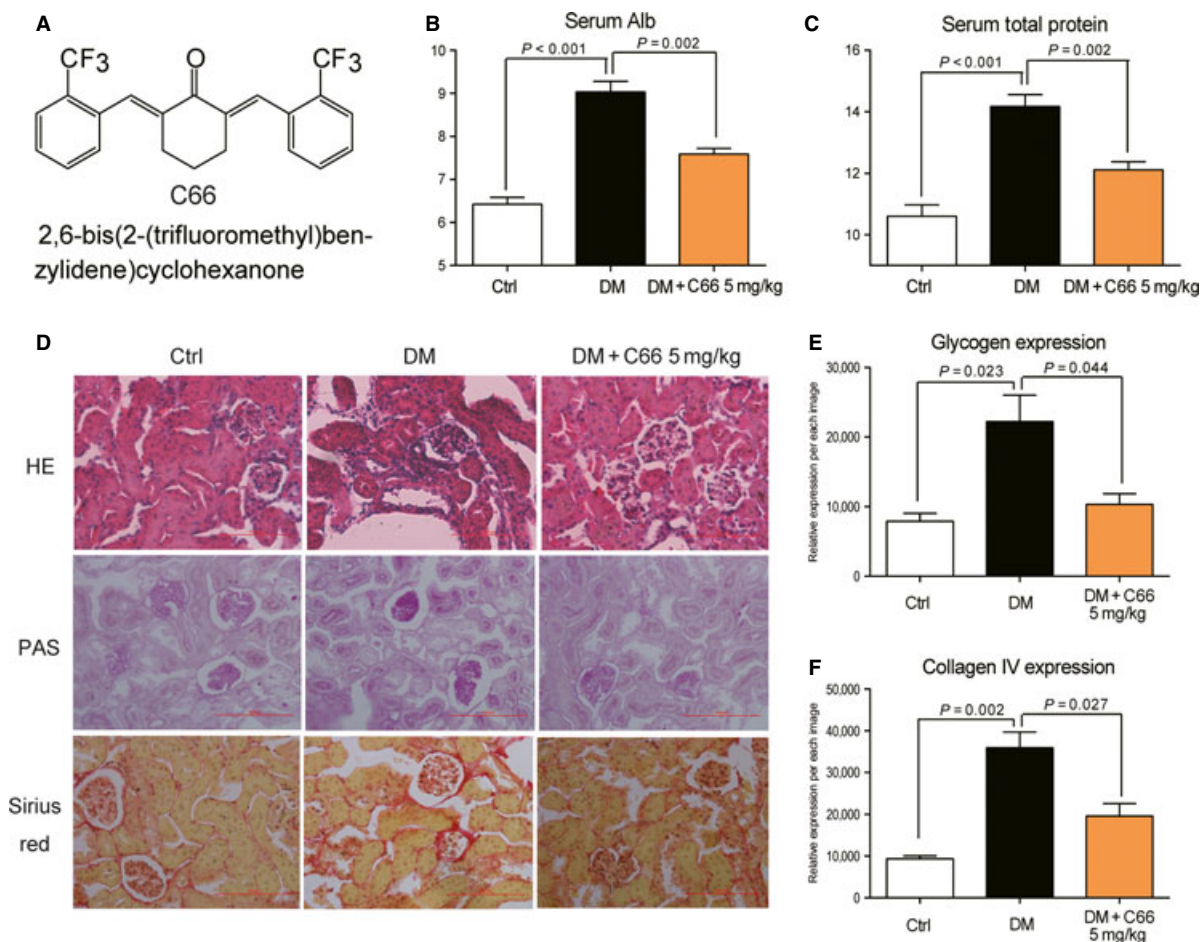 A
CF3
O
CF3
C66
2,6-bis(2-(trifluoromethyl)ben-
zylidene)cyclohexanone
B
Serum Alb
P < 0.001
P = 0.002
10
9
8
7
6
5
Ctrl
DM
DM + C66 5 mg/kg
C
Serum total protein
P < 0.001
P = 0.002
16
14
12
10
Ctrl
DM
DM + C66 5 mg/kg
D
Ctrl
DM
DM + C66 5 mg/kg
HE
PAS
Sirius
red
E
Glycogen expression
Relative expression per each image
P = 0.023
P = 0.044
30,000
20,000
10,000
0
Ctrl
DM
DM + C66
5 mg/kg
F
Collagen IV expression
Relative expression per each image
P = 0.002
P = 0.027
50,000
40,000
30,000
20,000
10,000
0
Ctrl
DM
DM + C66
5 mg/kg